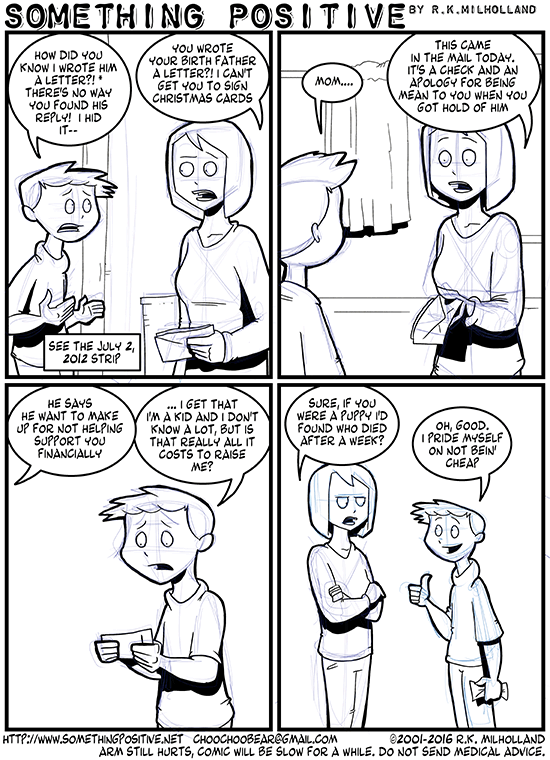 SOMETHING POSITIVE BY R.K.MILHOLLAND
HOW DID YOU
KNOW I WROTE HIM
A LETTER?! *
THERE'S NO WAY
YOU FOUND HIS
REPLY! I HID
IT--
YOU WROTE
YOUR BIRTH FATHER
A LETTER?! I CAN'T
GET YOU TO SIGN
CHRISTMAS CARDS
SEE THE JULY 2,
2012 STRIP
MOM....
THIS CAME
IN THE MAIL TODAY.
IT'S A CHECK AND AN
APOLOGY FOR BEING
MEAN TO YOU WHEN YOU
GOT HOLD OF HIM
HE SAYS
HE WANT TO MAKE
UP FOR NOT HELPING
SUPPORT YOU
FINANCIALLY
... I GET THAT
I'M A KID AND I DON'T
KNOW A LOT, BUT IS
THAT REALLY ALL IT
COSTS TO RAISE
ME?
SURE, IF YOU
WERE A PUPPY I'D
FOUND WHO DIED
AFTER A WEEK?
OH, GOOD.
I PRIDE MYSELF
ON NOT BEIN'
CHEAP
HTTP://WWW.SOMETHINGPOSITIVE.NET CHOOCHOOBEAR@GMAIL.COM ©2001-2016 R.K. MILHOLLAND
ARM STILL HURTS, COMIC WILL BE SLOW FOR A WHILE. DO NOT SEND MEDICAL ADVICE.